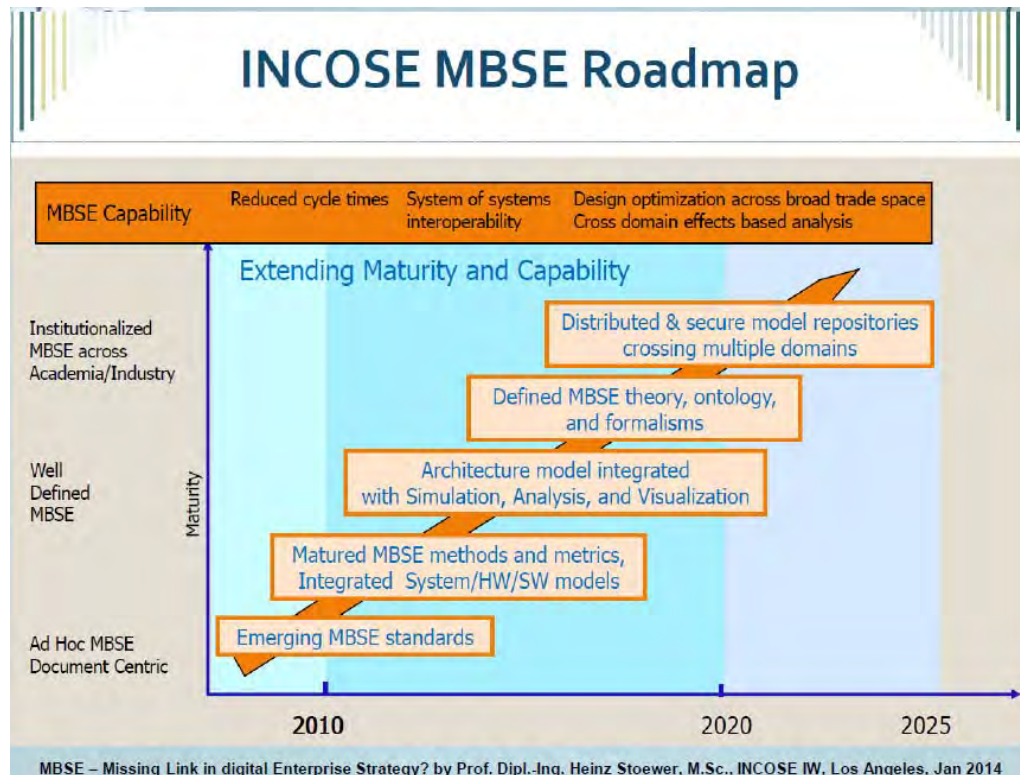 INCOSE MBSE Roadmap
MBSE Capability
Reduced cycle times
System of systems
interoperability
Design optimization across broad trade space
Cross domain effects based analysis
Extending Maturity and Capability
Institutionalized
MBSE across
Academia/Industry
Well
Defined
MBSE
Ad Hoc MBSE
Document Centric
Maturity
Distributed & secure model repositories
crossing multiple domains
Defined MBSE theory, ontology,
and formalisms
Architecture model integrated
with Simulation, Analysis, and Visualization
Matured MBSE methods and metrics,
Integrated System/HW/SW models
Emerging MBSE standards
2010
2020
2025
MBSE – Missing Link in digital Enterprise Strategy? by Prof. Dipl.-Ing. Heinz Stoewer, M.Sc., INCOSE IW, Los Angeles, Jan 2014